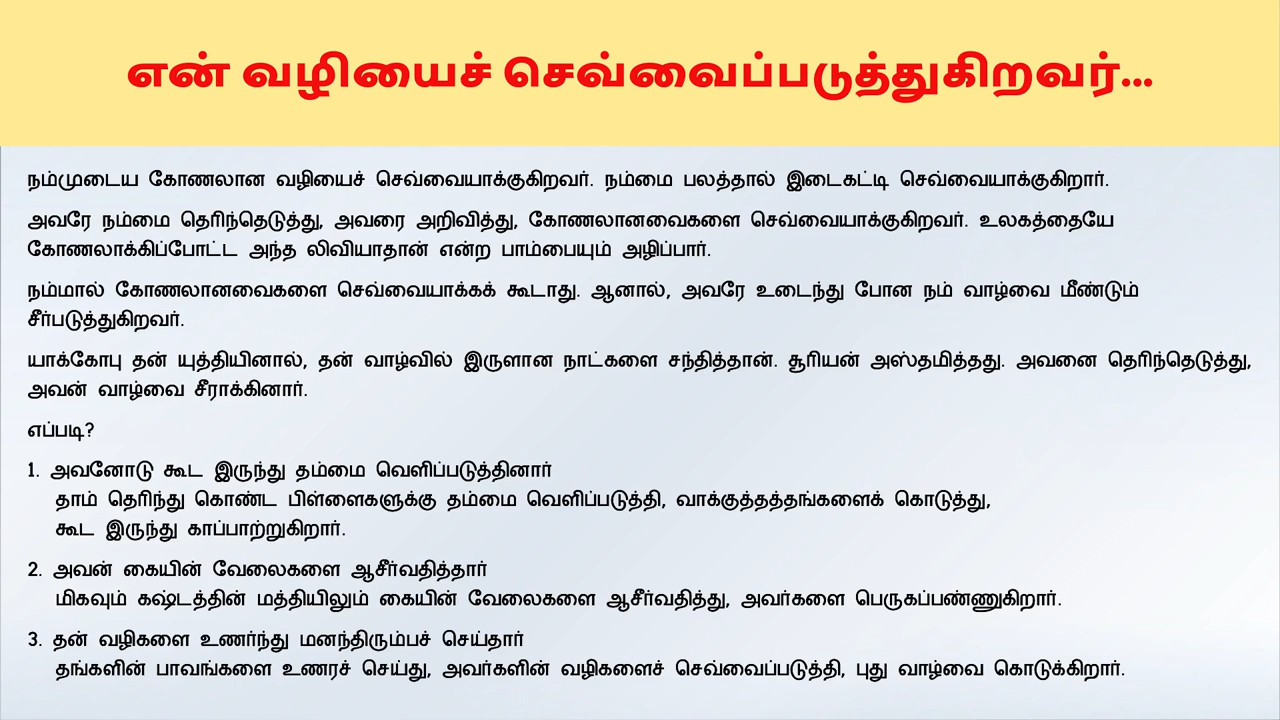 என் வழியைச் செவ்வைப்படுத்துகிறவர்...
நம்முடைய கோணலான வழியைச் செவ்வையாக்குகிறவர். நம்மை பலத்தால் இடைகட்டி செவ்வையாக்குகிறார்.
அவரே நம்மை தெரிந்தெடுத்து, அவரை அறிவித்து, கோணலானவைகளை செவ்வையாக்குகிறவர். உலகத்தையே
கோணலாக்கிப்போட்ட அந்த லிவியாதான் என்ற பாம்பையும் அழிப்பார்.
நம்மால் கோணலானவைகளை செவ்வையாக்கக் கூடாது. ஆனால், அவரே உடைந்து போன நம் வாழ்வை மீண்டும்
சீர்படுத்துகிறவர்.
யாக்கோபு தன் யுத்தியினால், தன் வாழ்வில் இருளான நாட்களை சந்தித்தான். சூரியன் அஸ்தமித்தது. அவனை தெரிந்தெடுத்து,
அவன் வாழ்வை சீராக்கினார்.
எப்படி?
1. அவனோடு கூட இருந்து தம்மை வெளிப்படுத்தினார்
தாம் தெரிந்து கொண்ட பிள்ளைகளுக்கு தம்மை வெளிப்படுத்தி, வாக்குத்தத்தங்களைக் கொடுத்து,
கூட இருந்து காப்பாற்றுகிறார்.
2. அவன் கையின் வேலைகளை ஆசீர்வதித்தார்
மிகவும் கஷ்டத்தின் மத்தியிலும் கையின் வேலைகளை ஆசீர்வதித்து, அவர்களை பெருகப்பண்ணுகிறார்.
3. தன் வழிகளை உணர்ந்து மனந்திரும்பச் செய்தார்
தங்களின் பாவங்களை உணரச் செய்து, அவர்களின் வழிகளைச் செவ்வைப்படுத்தி, புது வாழ்வை கொடுக்கிறார்.